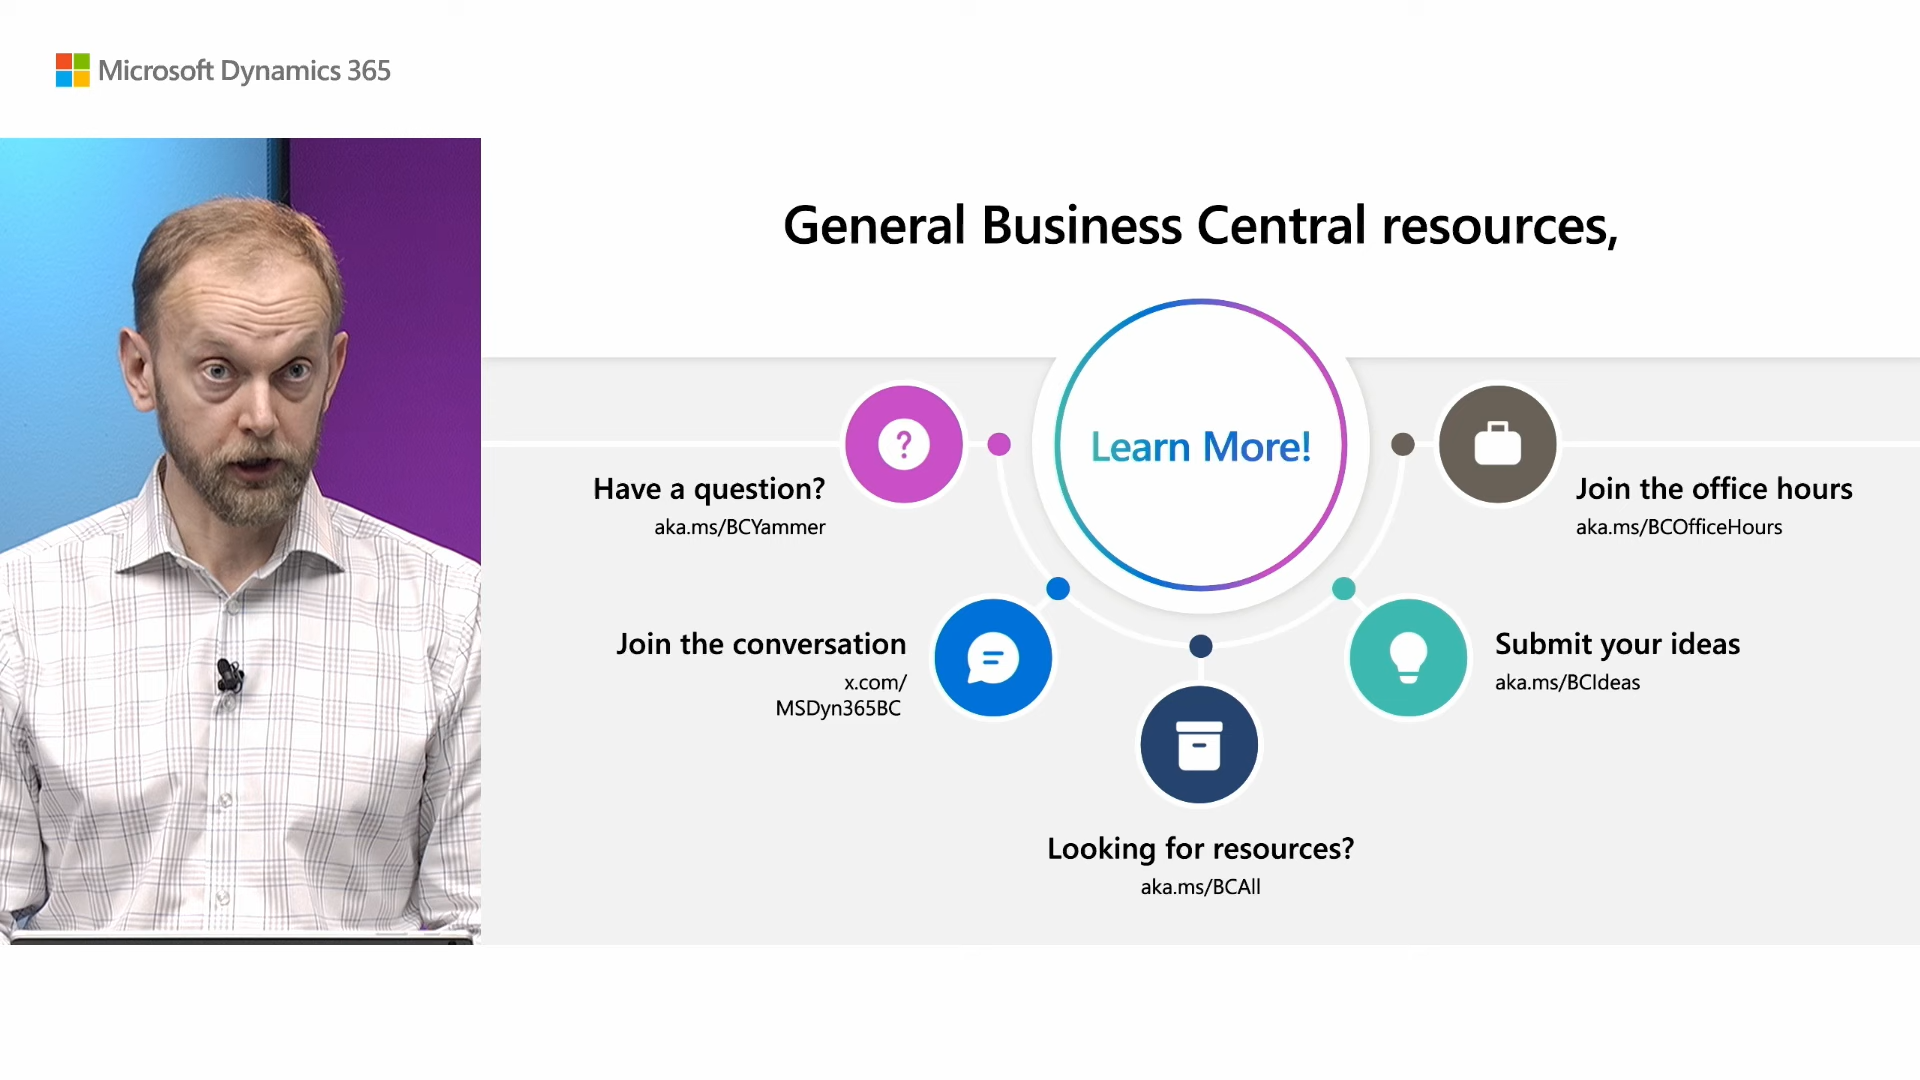 Microsoft Dynamics 365
General Business Central resources,
Learn More!
Have a question?
aka.ms/BCYammer
Join the conversation
x.com/
MSDyn365BC
Looking for resources?
aka.ms/BCAll
Submit your ideas
aka.ms/BCIdeas
Join the office hours
aka.ms/BCOfficeHours